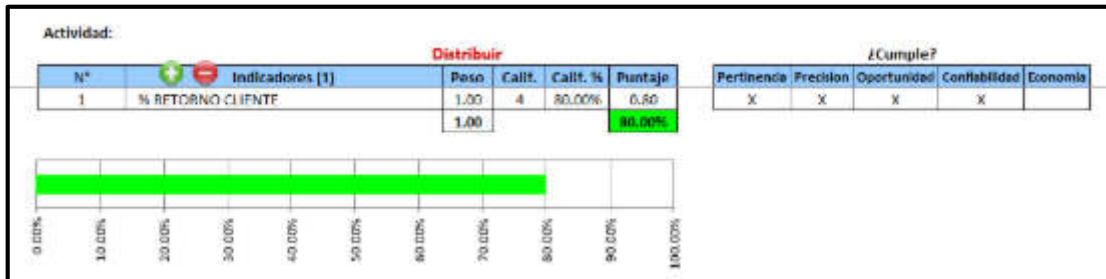 Actividad:
Distribuir
¿Cumple?
N° Indicadores (1) Peso Calif. Calif. % Puntaje Pertinencia Precision Oportunidad Confiabilidad Economia
1 % RETORNO CLIENTE 1.00 4 80.00% 0.80 X X X X
1.00 80.00%
0.00% 10.00% 20.00% 30.00% 40.00% 50.00% 60.00% 70.00% 80.00% 90.00% 100.00%